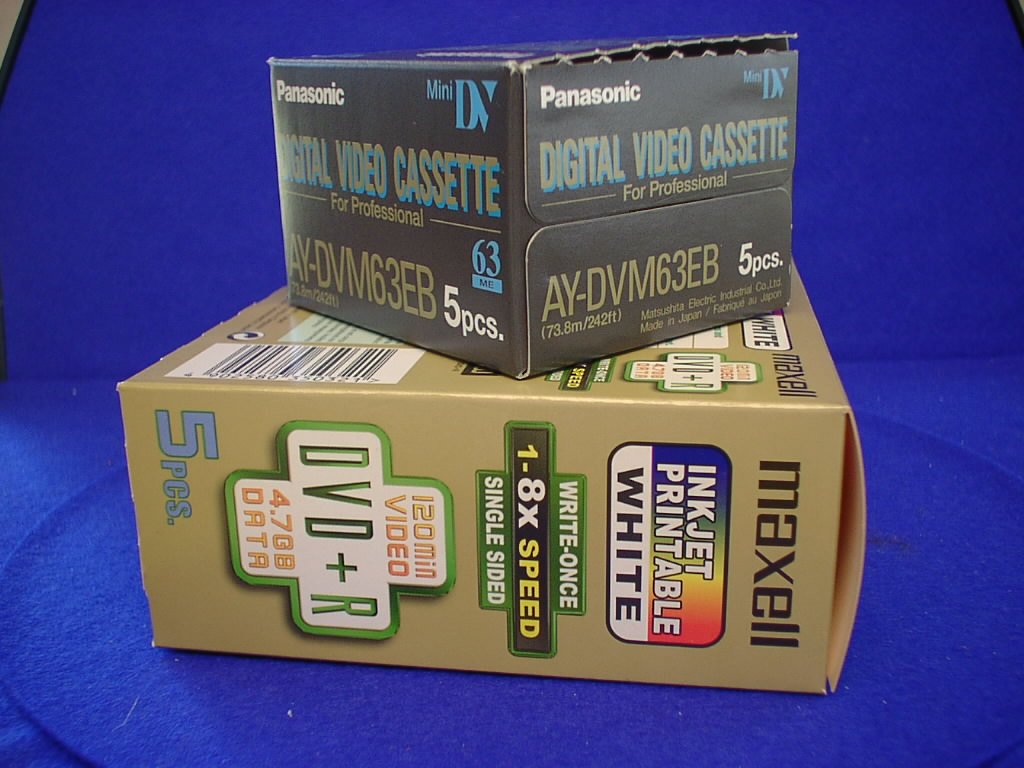 Panasonic
Mini DV
DIGITAL VIDEO CASSETTE
For Professional
AY-DVM63EB
63
ME
(73.8m/242ft)
5pcs.
Panasonic
Mini DV
DIGITAL VIDEO CASSETTE
For Professional
AY-DVM63EB
5pcs.
(73.8m/242ft)
Matsushita Electric Industrial Co.,Ltd.
Made in Japan / Fabriqué au Japon
WHITE
maxell
DVD+R
maxell
INKJET
PRINTABLE
WHITE
WRITE-ONCE
1-8X SPEED
SINGLE SIDED
120min
VIDEO
DVD+R
4.7GB
DATA
5PCS.